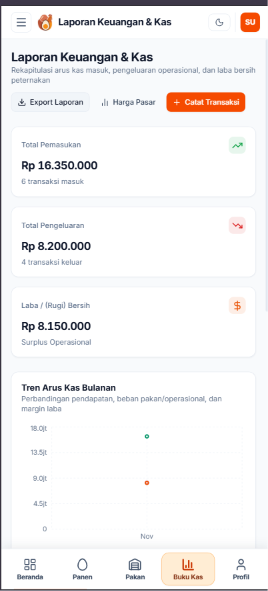 Laporan Keuangan & Kas
SU
Laporan Keuangan & Kas
Rekapitulasi arus kas masuk, pengeluaran operasional, dan laba bersih
peternakan
Export Laporan
Harga Pasar
+ Catat Transaksi
Total Pemasukan
Rp 16.350.000
6 transaksi masuk
Total Pengeluaran
Rp 8.200.000
4 transaksi keluar
Laba / (Rugi) Bersih
$
Rp 8.150.000
Surplus Operasional
Tren Arus Kas Bulanan
Perbandingan pendapatan, beban pakan/operasional, dan
margin laba
18.0jt
13.5jt
9.0jt
4.5jt
0
Nov
Beranda
Panen
Pakan
Buku Kas
Profil